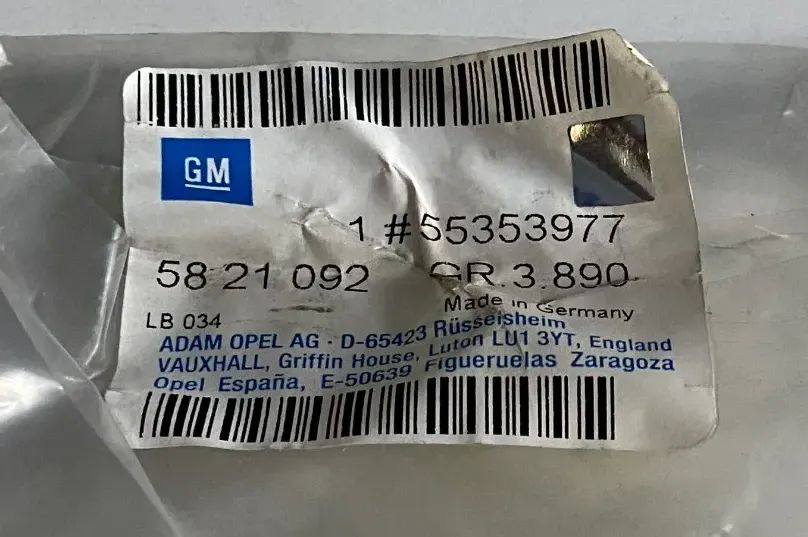 GM
1 #55353977
58 21 092 GR.3.890
Made in Germany
LB 034
ADAM OPEL AG · D-65423 Rüsseisheim
VAUXHALL, Griffin House, Luton LU1 3YT, England
Opel España, E-50639 Figueruelas Zaragoza